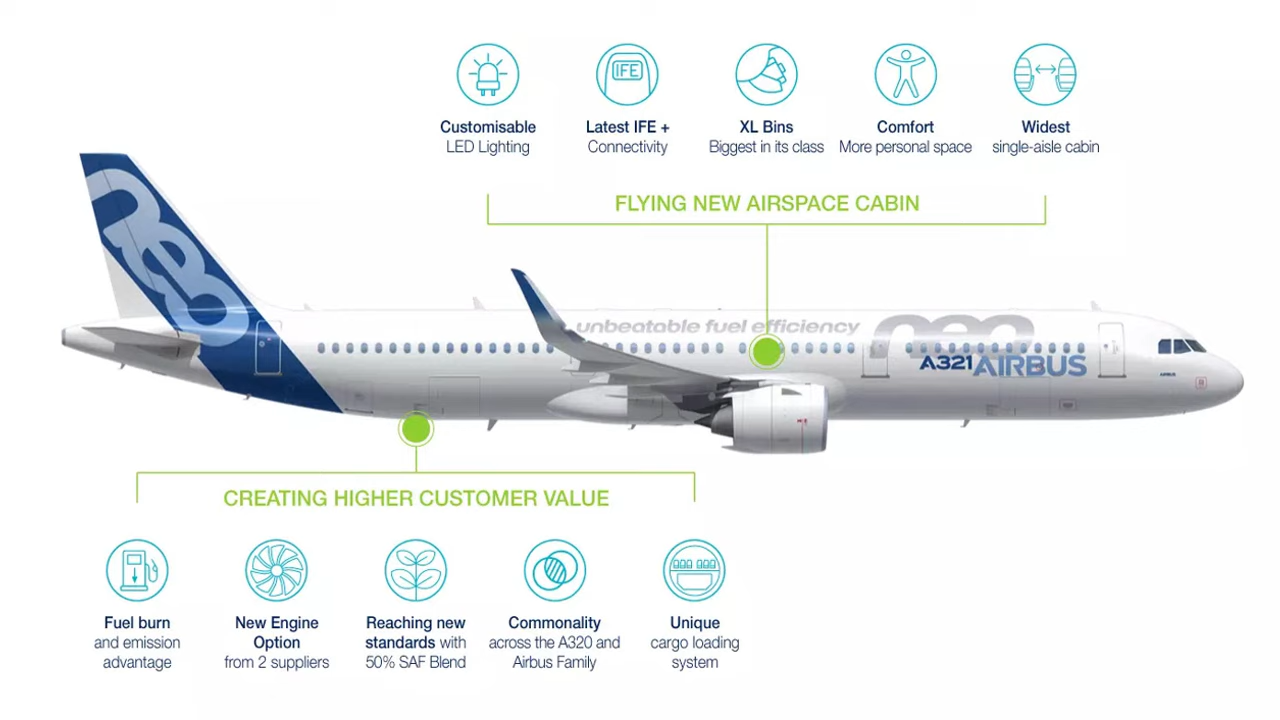 IFE
Customisable
LED Lighting
Latest IFE +
Connectivity
XL Bins
Biggest in its class
Comfort
More personal space
Widest
single-aisle cabin
FLYING NEW AIRSPACE CABIN
neo
unbeatable fuel efficiency
neo
A321 AIRBUS
AIRBUS
CREATING HIGHER CUSTOMER VALUE
Fuel burn
and emission
advantage
New Engine
Option
from 2 suppliers
Reaching new
standards with
50% SAF Blend
Commonality
across the A320 and
Airbus Family
Unique
cargo loading
system